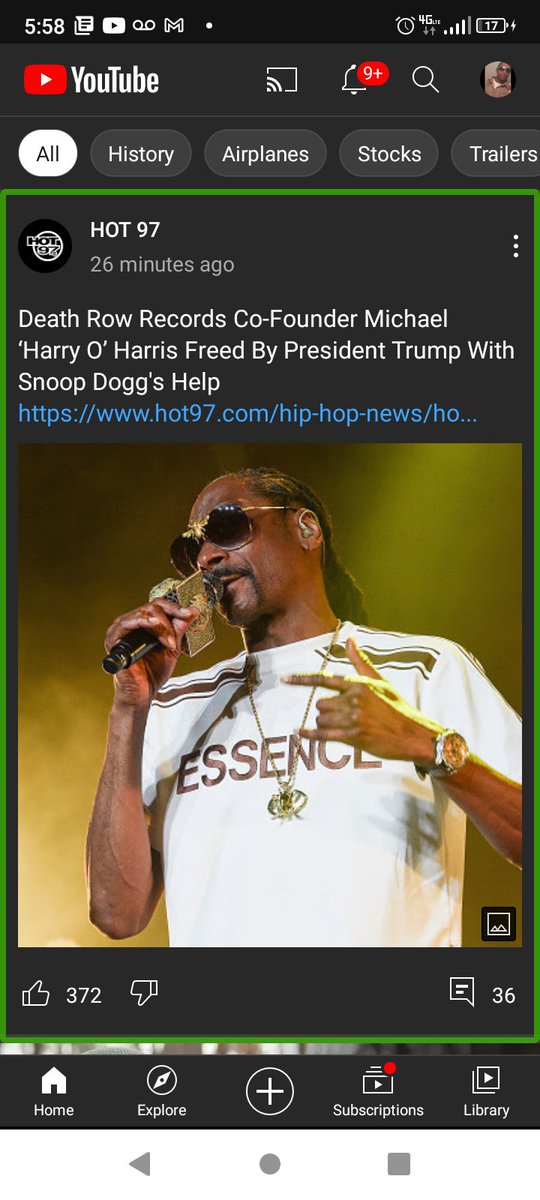 5:58
4G LTE
17
YouTube
9+
All History Airplanes Stocks Trailers
HOT 97
HOT 97
26 minutes ago
Death Row Records Co-Founder Michael
‘Harry O’ Harris Freed By President Trump With
Snoop Dogg's Help
https://www.hot97.com/hip-hop-news/ho...
ESSENCE
372
36
Home Explore Subscriptions Library